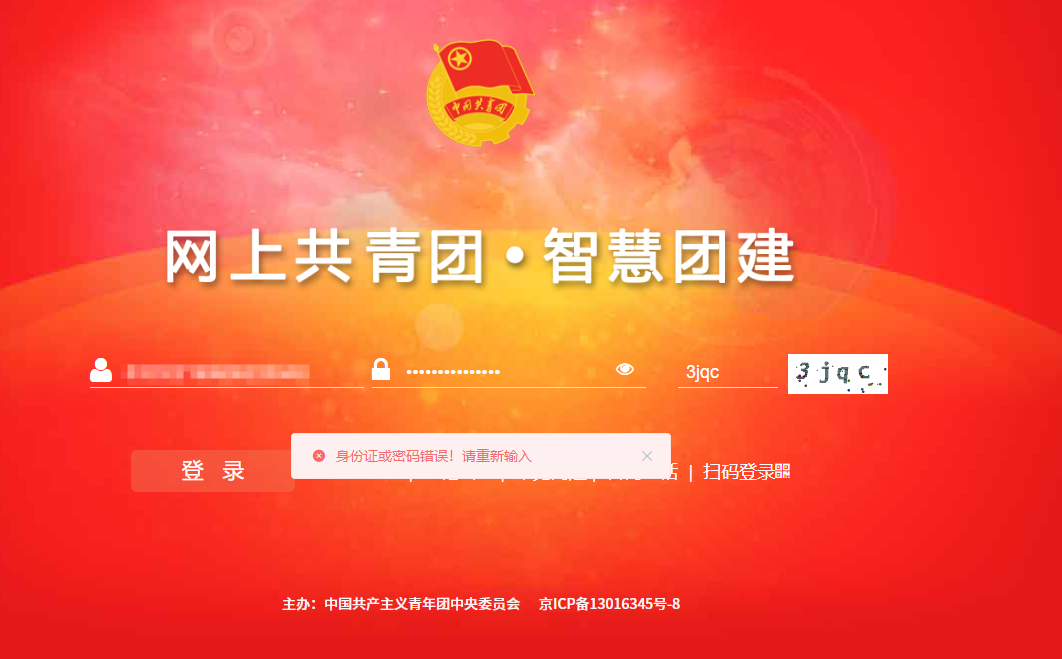 中国共青团
网上共青团·智慧团建
••••••••••••••• 3jqc 3jqc
身份证或密码错误！请重新输入
登 录 | 扫码登录
主办：中国共产主义青年团中央委员会 京ICP备13016345号-8